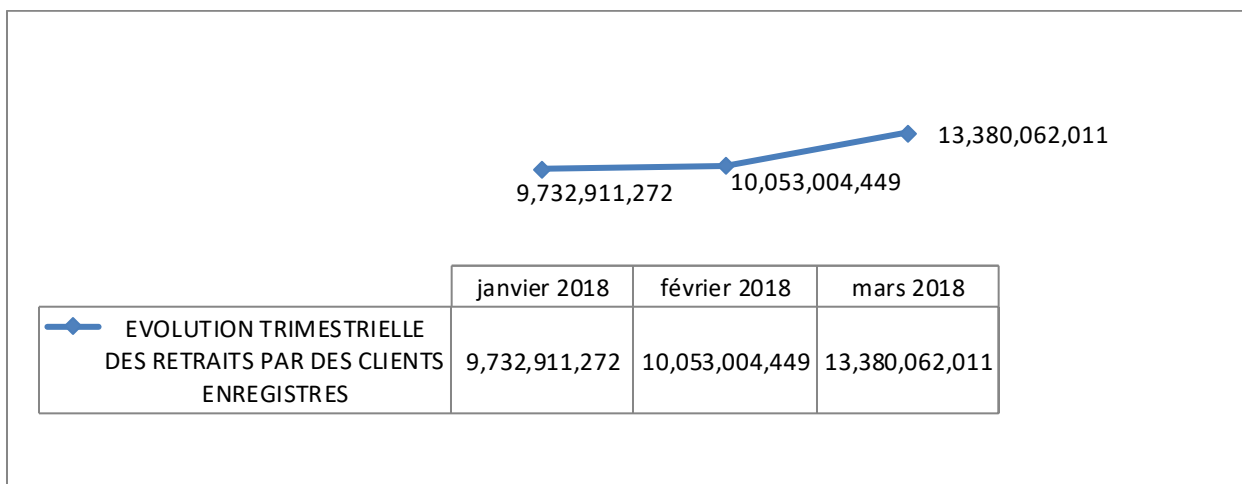 13,380,062,011
9,732,911,272
10,053,004,449
janvier 2018 février 2018 mars 2018
EVOLUTION TRIMESTRIELLE
DES RETRAITS PAR DES CLIENTS
ENREGISTRES
9,732,911,272 10,053,004,449 13,380,062,011